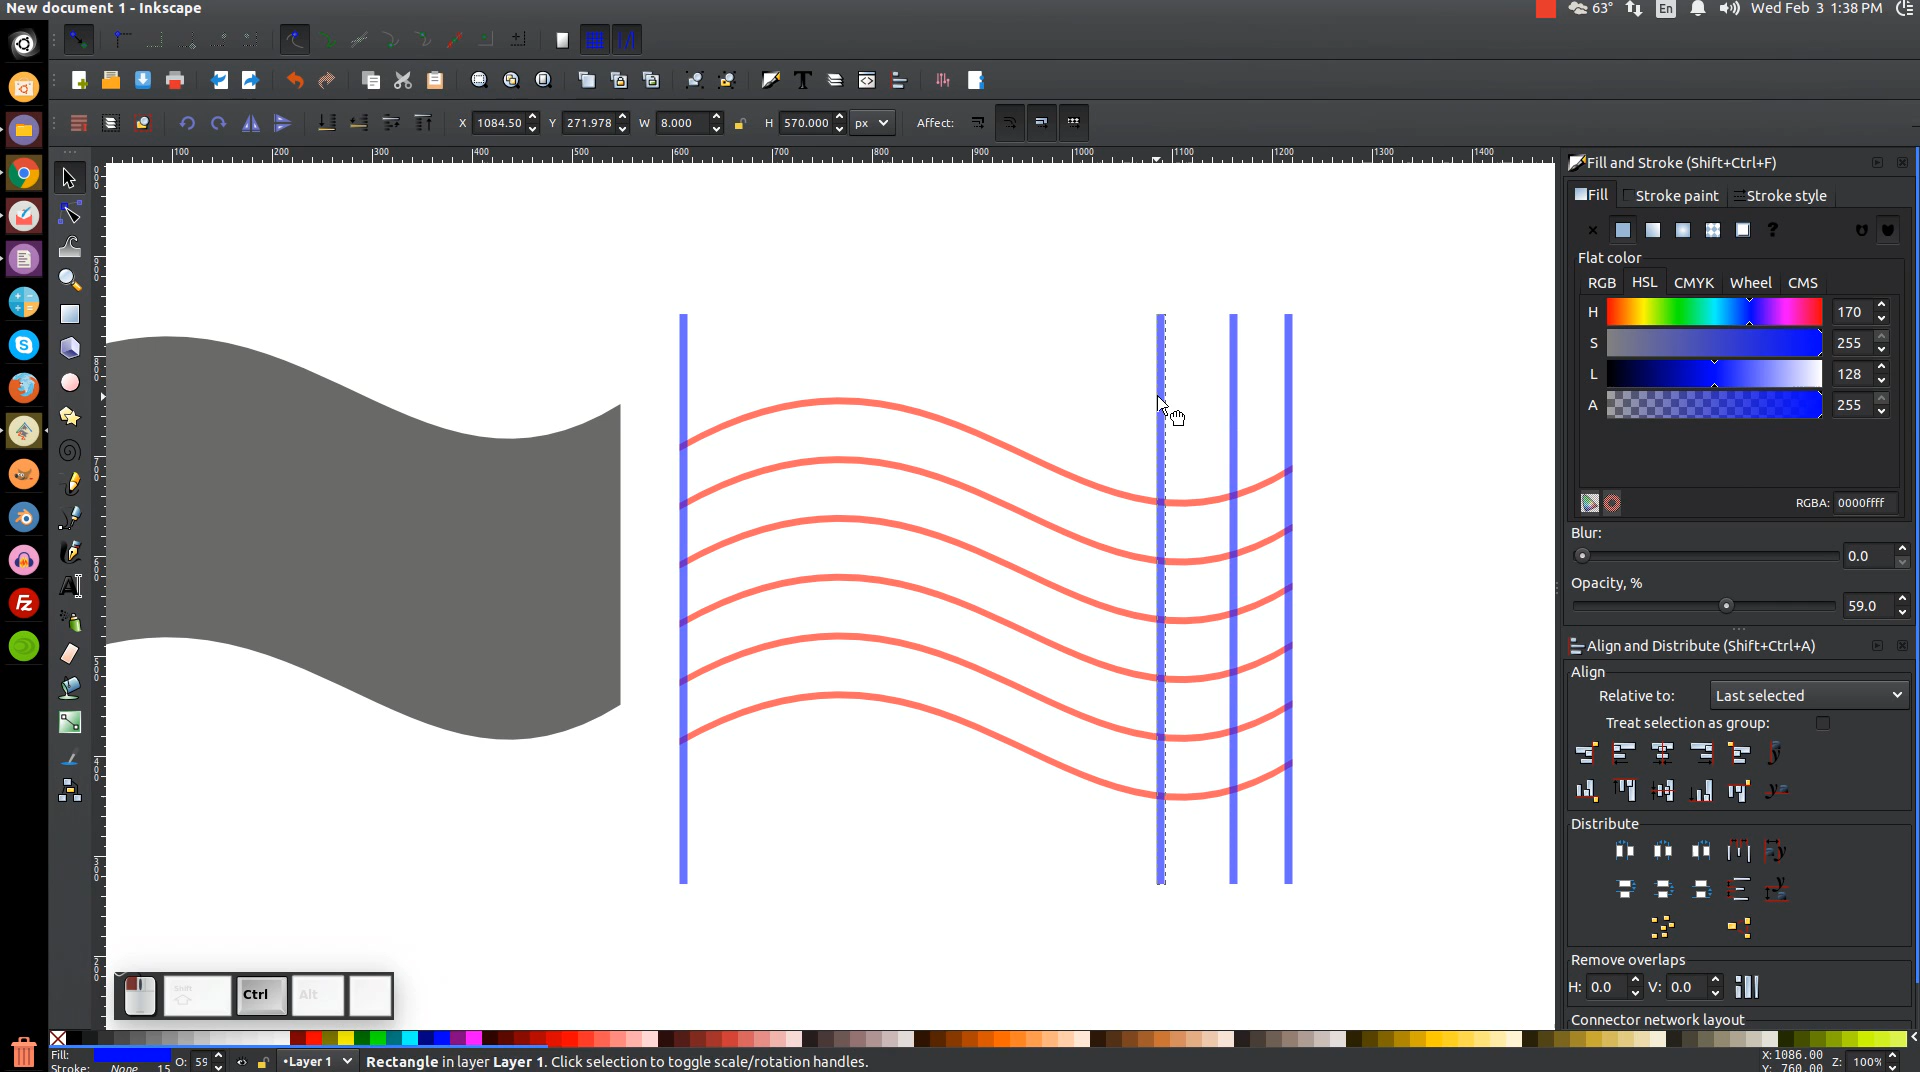 New document 1 - Inkscape
63° En Wed Feb 3 1:38 PM
X 1084.50 Y 271.978 W 8.000 H 570.000 px Affect:
100 200 300 400 500 600 700 800 900 1000 1100 1200 1300 1400
Fill and Stroke (Shift+Ctrl+F)
Fill Stroke paint Stroke style
?
Flat color
RGB HSL CMYK Wheel CMS
H 170
S 255
L 128
A 255
RGBA: 0000ffff
Blur:
0.0
Opacity, %
59.0
Align and Distribute (Shift+Ctrl+A)
Align
Relative to: Last selected
Treat selection as group:
Distribute
Remove overlaps
H: 0.0 V: 0.0
Connector network layout
Shift Ctrl Alt
Fill: O: 59 •Layer 1 Rectangle in layer Layer 1. Click selection to toggle scale/rotation handles. X:1086.00 Z: 100%
Stroke: None 15 Y: 760.00